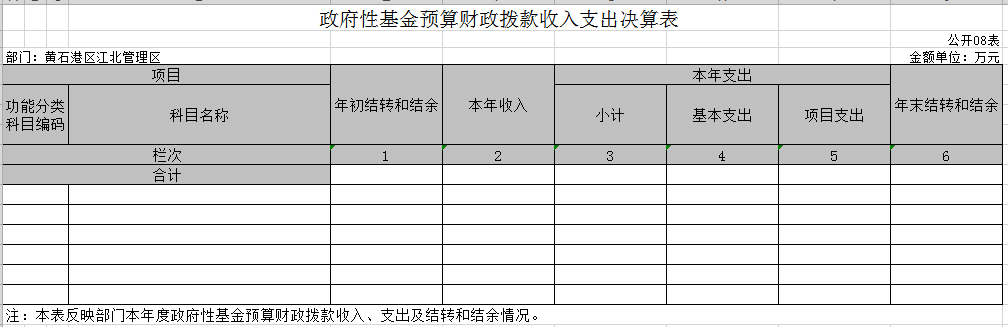 政府性基金预算财政拨款收入支出决算表
公开08表
部门：黄石港区江北管理区 金额单位：万元
项目 年初结转和结余 本年收入 本年支出 年末结转和结余
功能分类科目编码 科目名称 小计 基本支出 项目支出
栏次 1 2 3 4 5 6
合计
注：本表反映部门本年度政府性基金预算财政拨款收入、支出及结转和结余情况。